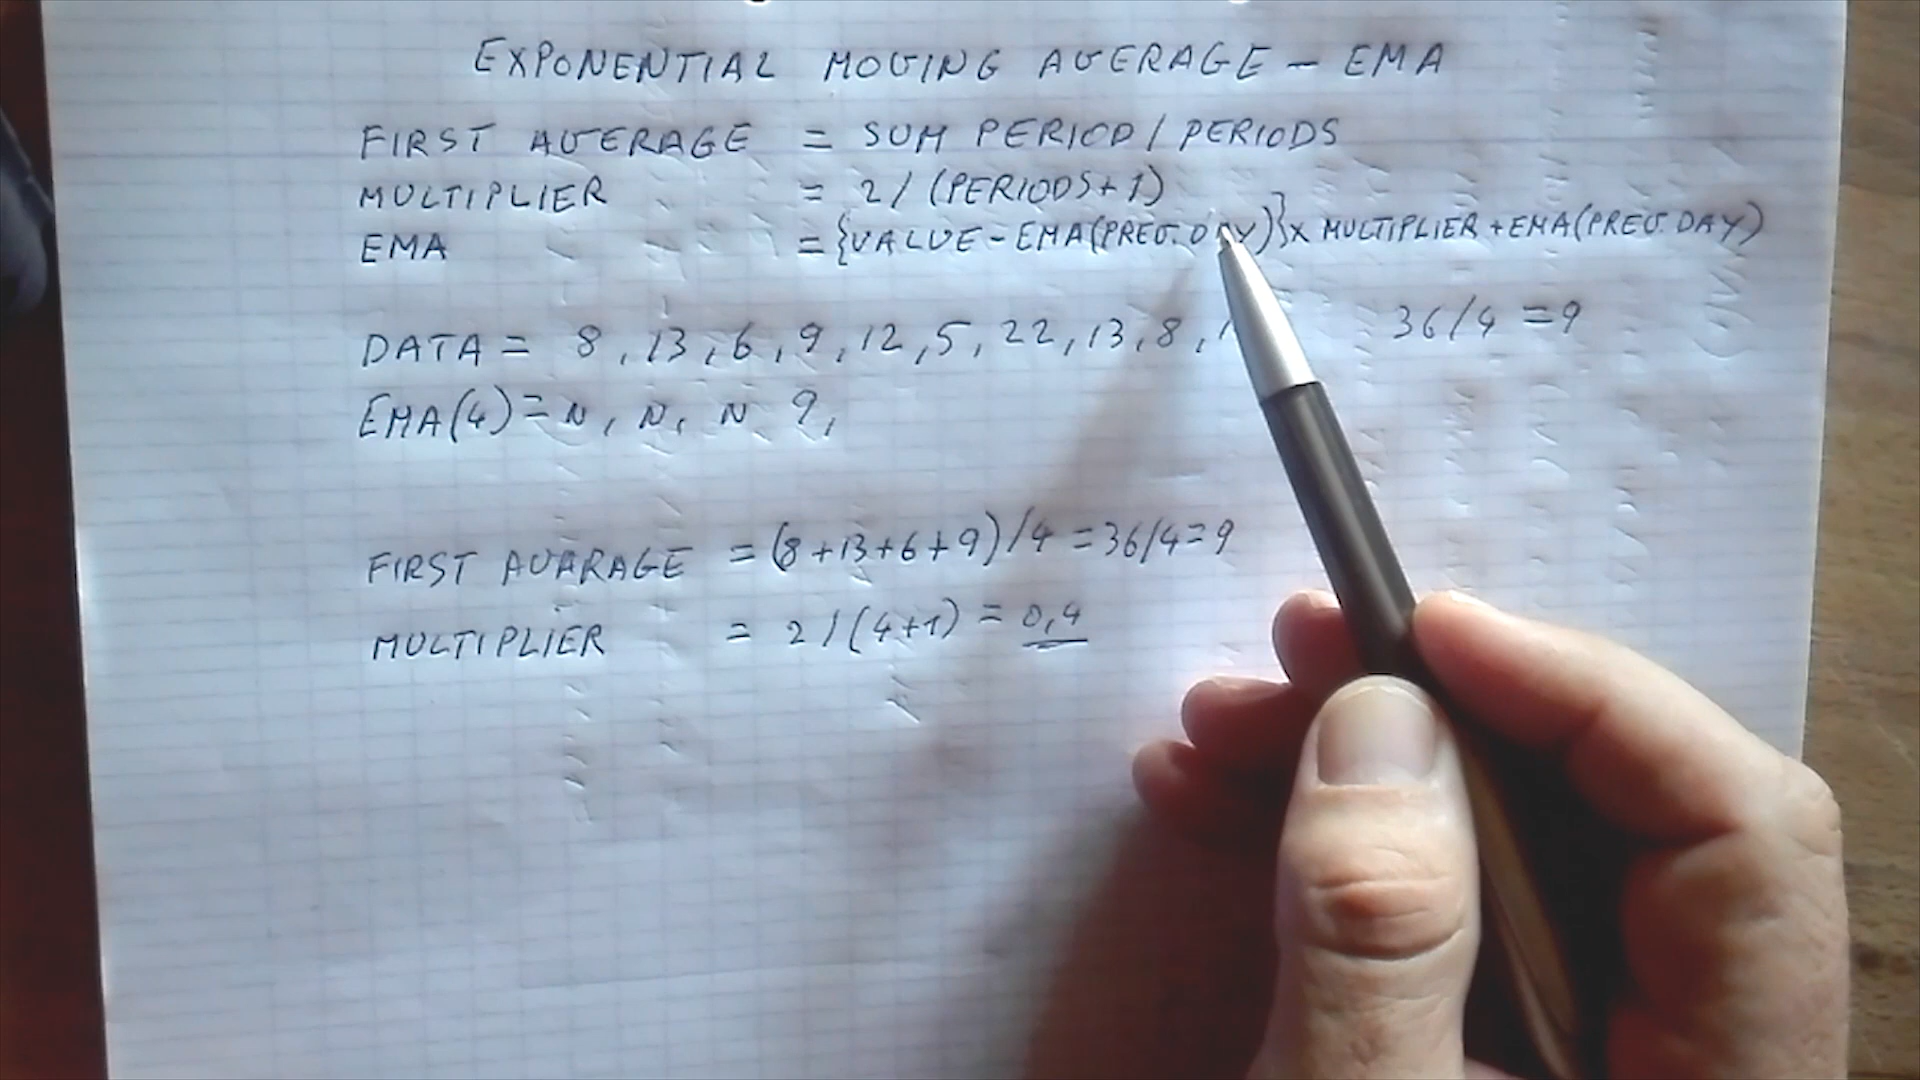 EXPONENTIAL MOVING AVERAGE - EMA
FIRST AVERAGE = SUM PERIOD / PERIODS
MULTIPLIER = 2 / (PERIODS + 1)
EMA = {VALUE - EMA(PREV. DAY)} x MULTIPLIER + EMA(PREV. DAY)
DATA = 8, 13, 6, 9, 12, 5, 22, 13, 8, 36/4 = 9
EMA(4) = N, N, N 9,
FIRST AVARAGE = (8+13+6+9)/4 = 36/4 = 9
MULTIPLIER = 2 / (4+1) = 0,4